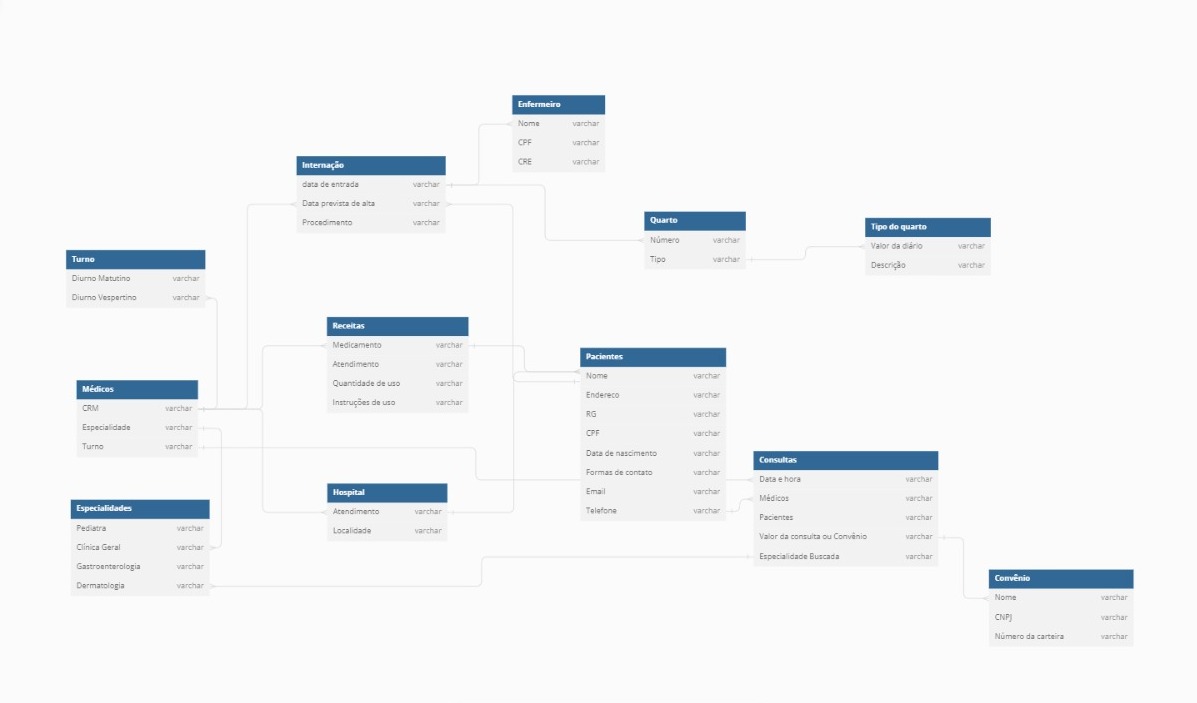 Enfermeiro
Nome varchar
CPF varchar
CRE varchar
Internação
data de entrada varchar
Data prevista de alta varchar
Procedimento varchar
Quarto
Número varchar
Tipo varchar
Tipo do quarto
Valor da diário varchar
Descrição varchar
Turno
Diurno Matutino varchar
Diurno Vespertino varchar
Receitas
Medicamento varchar
Atendimento varchar
Quantidade de uso varchar
Instruções de uso varchar
Pacientes
Nome varchar
Endereco varchar
RG varchar
CPF varchar
Data de nascimento varchar
Formas de contato varchar
Email varchar
Telefone varchar
Médicos
CRM varchar
Especialidade varchar
Turno varchar
Consultas
Data e hora varchar
Médicos varchar
Pacientes varchar
Valor da consulta ou Convênio varchar
Especialidade Buscada varchar
Hospital
Atendimento varchar
Localidade varchar
Especialidades
Pediatra varchar
Clínica Geral varchar
Gastroenterologia varchar
Dermatologia varchar
Convênio
Nome varchar
CNPJ varchar
Número da carteira varchar